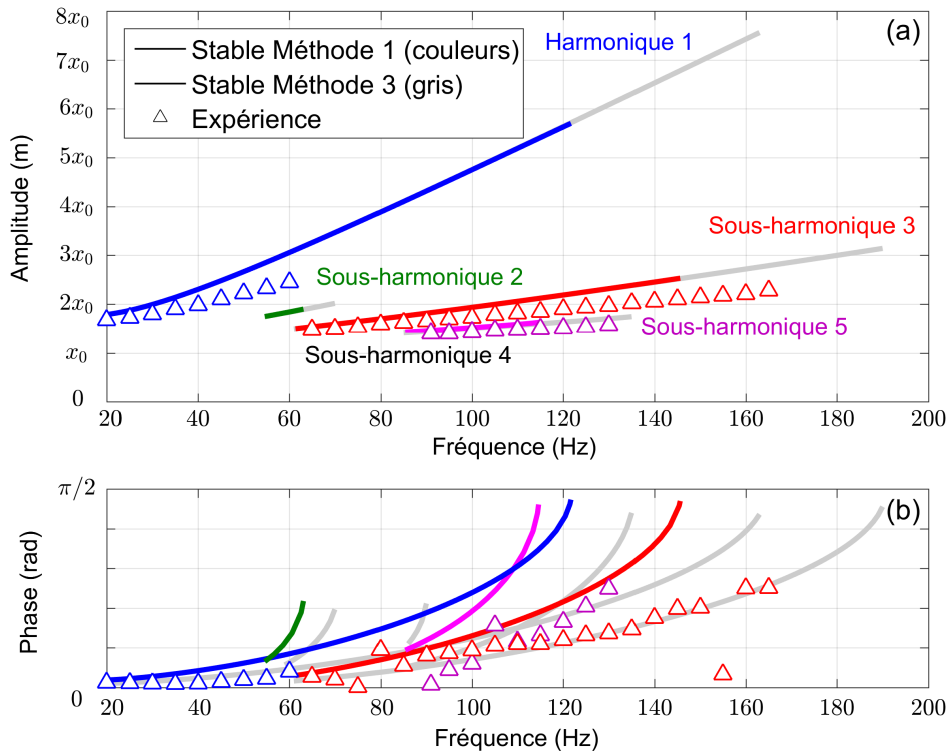 8x₀
(a)
Stable Méthode 1 (couleurs)
Harmonique 1
7x₀
Stable Méthode 3 (gris)
6x₀
Expérience
5x₀
Amplitude (m)
4x₀
Sous-harmonique 3
3x₀
Sous-harmonique 2
2x₀
Sous-harmonique 5
x₀
Sous-harmonique 4
0
20 40 60 80 100 120 140 160 180 200
Fréquence (Hz)
π/2
(b)
Phase (rad)
0
20 40 60 80 100 120 140 160 180 200
Fréquence (Hz)